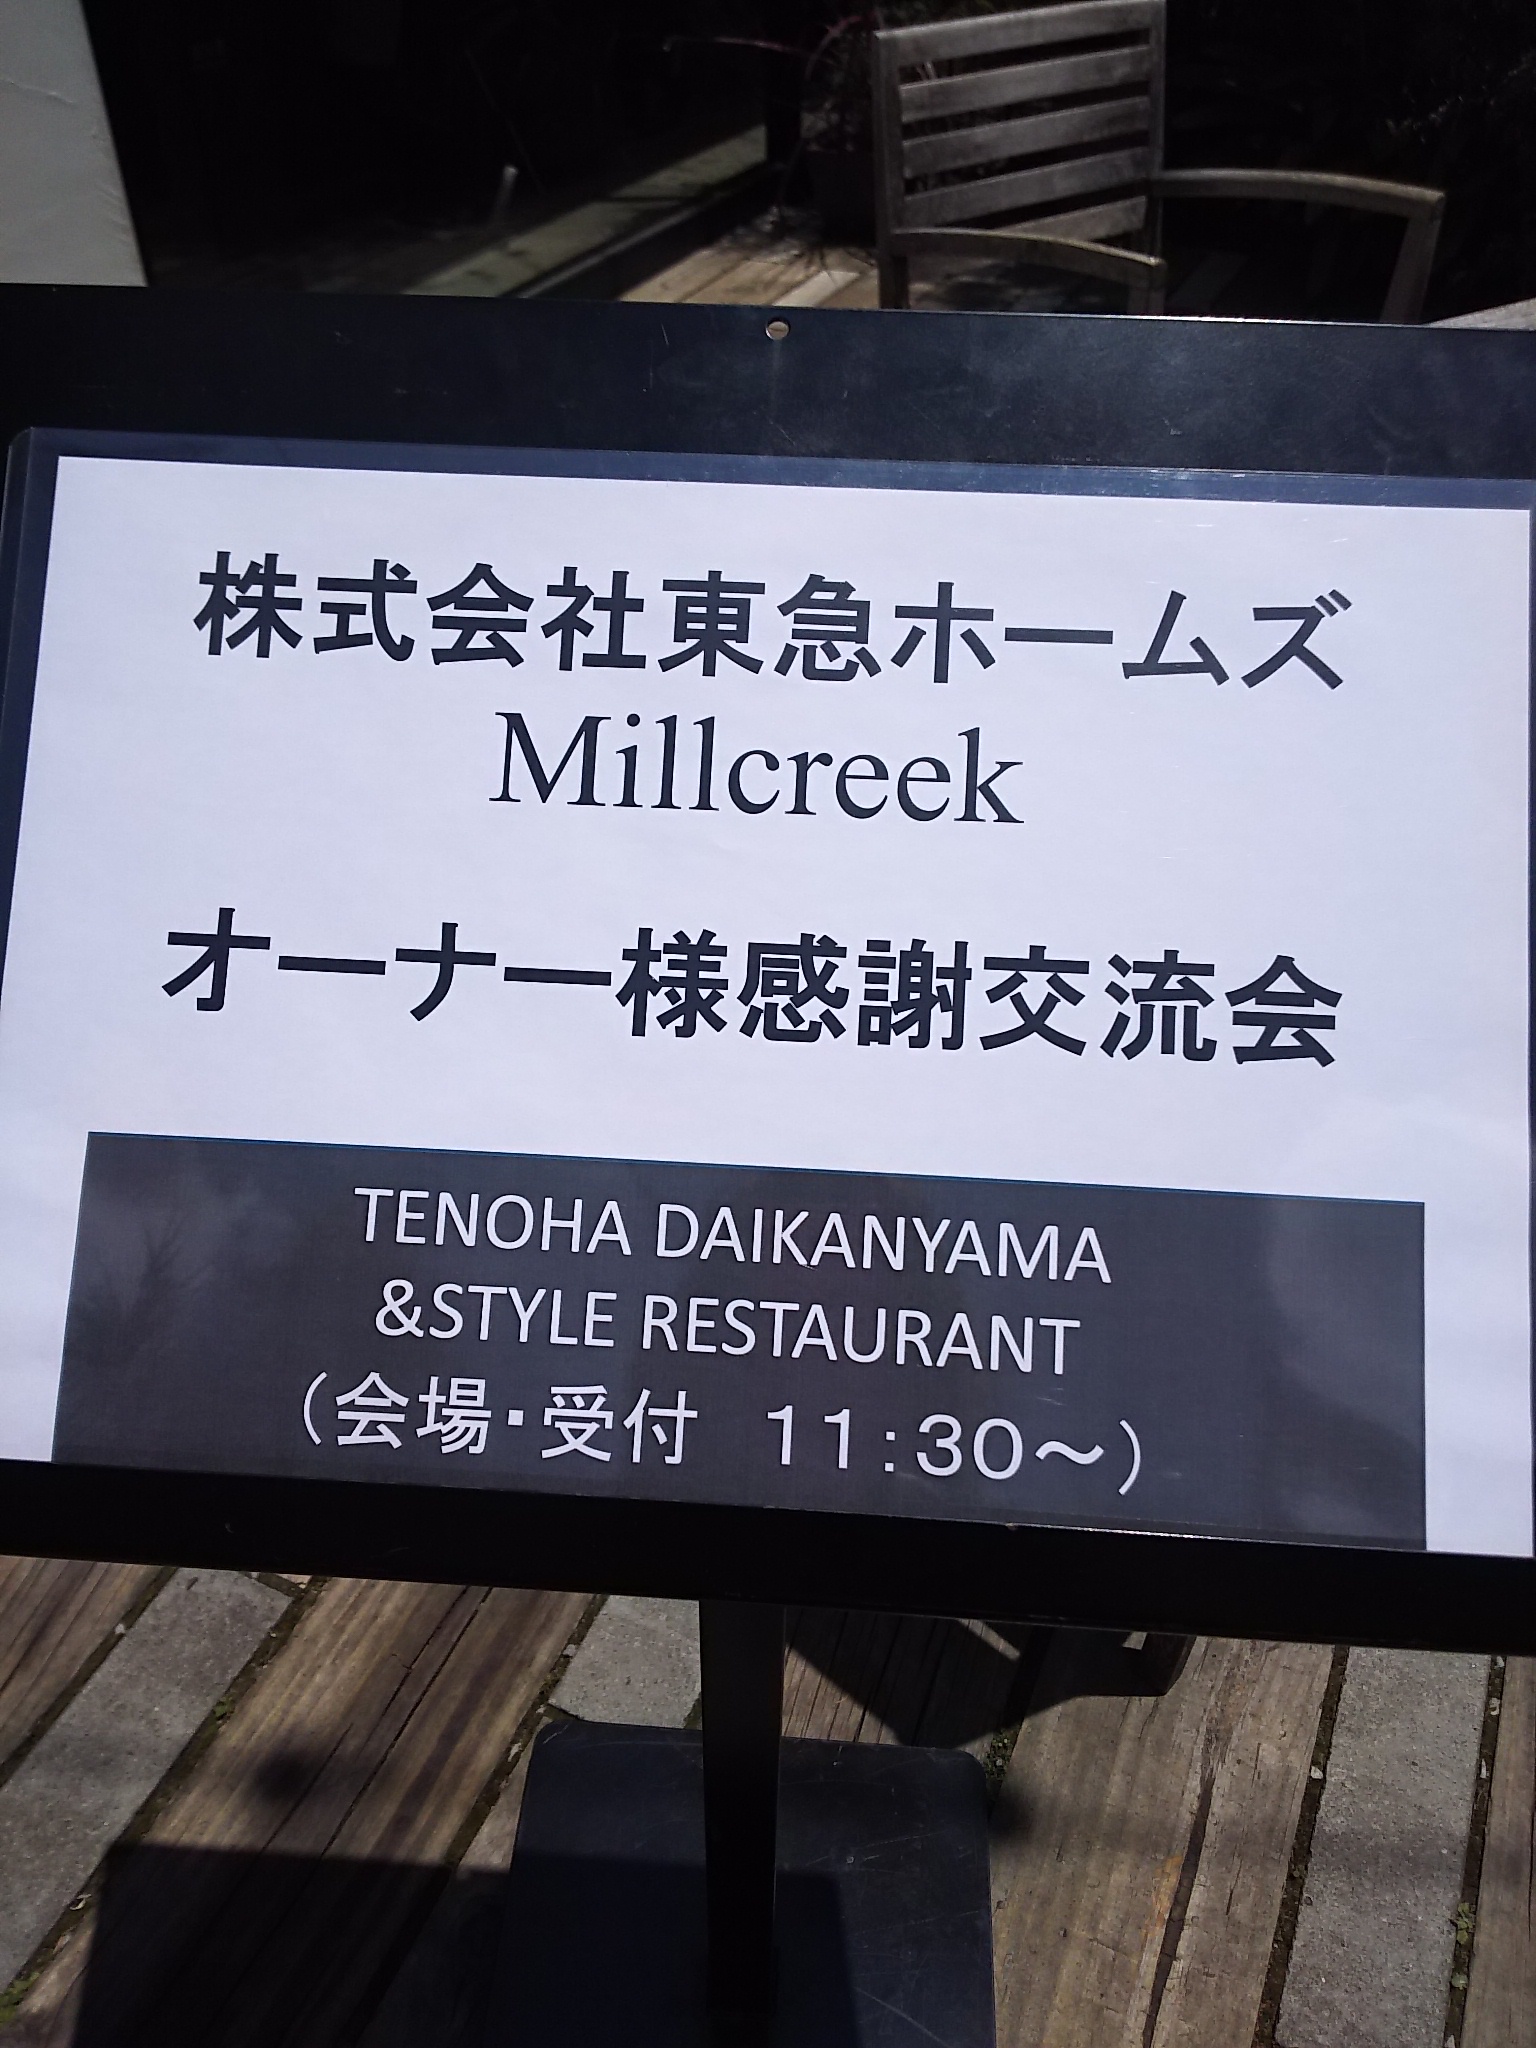 株式会社東急ホームズ
Millcreek
オーナー様感謝交流会
TENOHA DAIKANYAMA
&STYLE RESTAURANT
（会場・受付　11：30～）